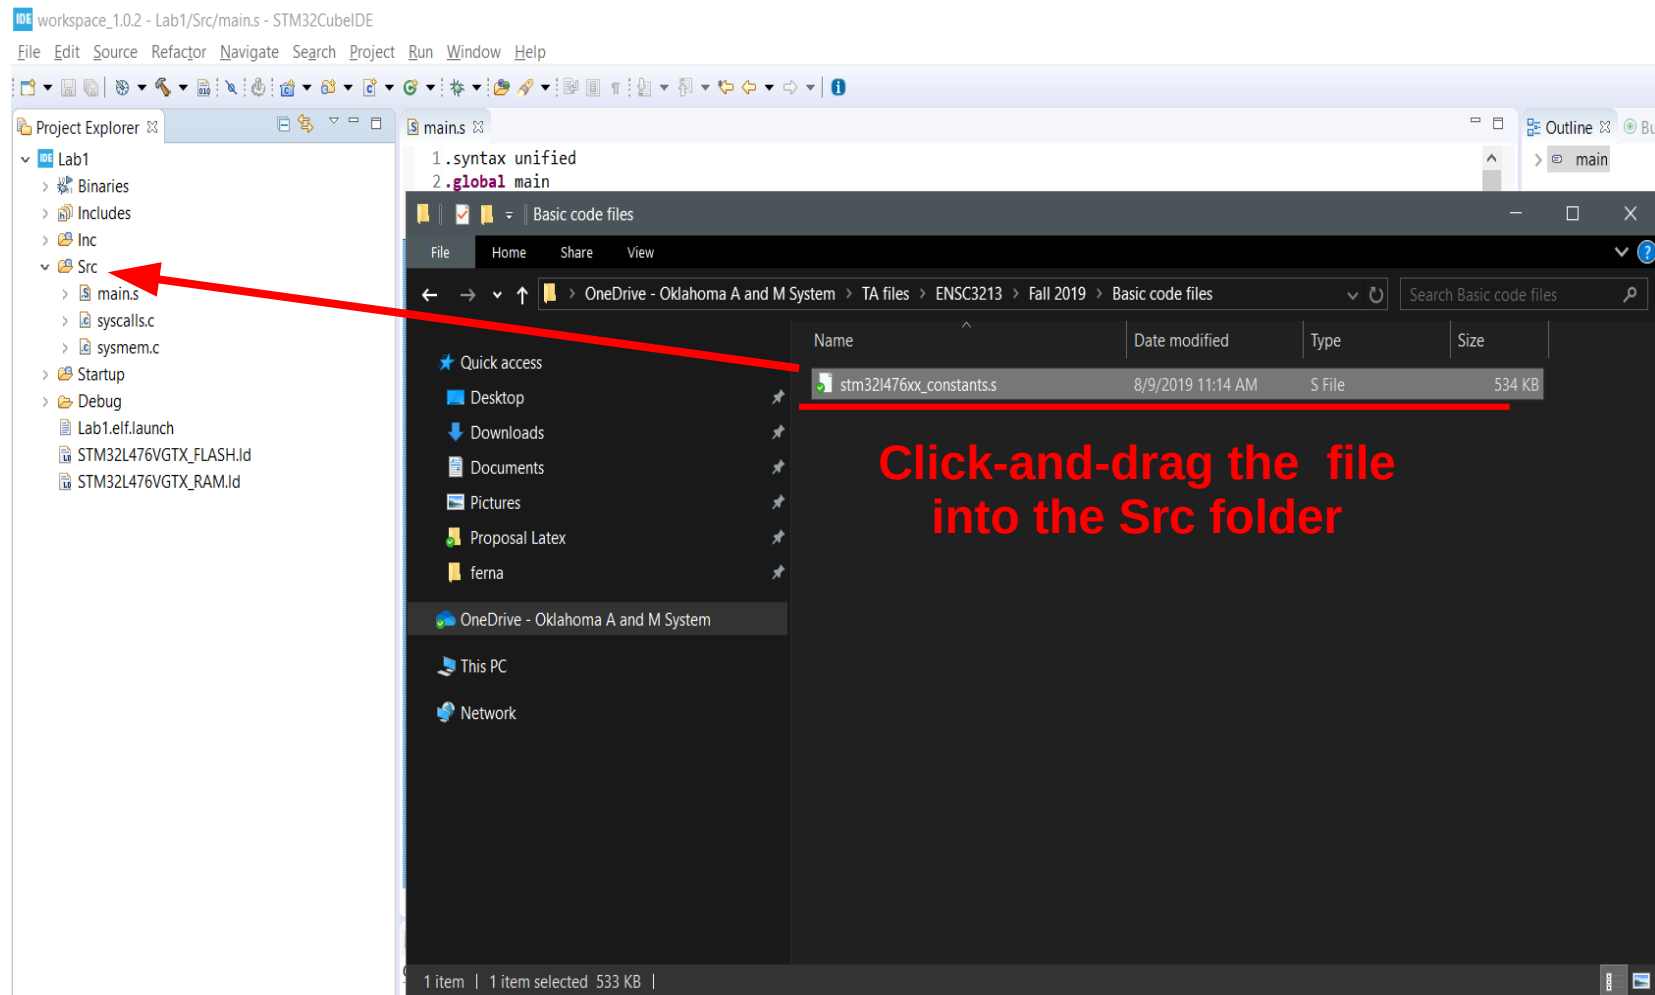 IDE workspace_1.0.2 - Lab1/Src/main.s - STM32CubeIDE
File Edit Source Refactor Navigate Search Project Run Window Help
Project Explorer
main.s
Outline
Bu
IDE Lab1
Binaries
Includes
Inc
Src
main.s
syscalls.c
sysmem.c
Startup
Debug
Lab1.elf.launch
STM32L476VGTX_FLASH.ld
STM32L476VGTX_RAM.ld
1 .syntax unified
2 .global main
main
Basic code files
File Home Share View
OneDrive - Oklahoma A and M System > TA files > ENSC3213 > Fall 2019 > Basic code files
Search Basic code files
Quick access
Desktop
Downloads
Documents
Pictures
Proposal Latex
ferna
OneDrive - Oklahoma A and M System
This PC
Network
Name Date modified Type Size
stm32l476xx_constants.s 8/9/2019 11:14 AM S File 534 KB
Click-and-drag the file
into the Src folder
1 item | 1 item selected 533 KB |